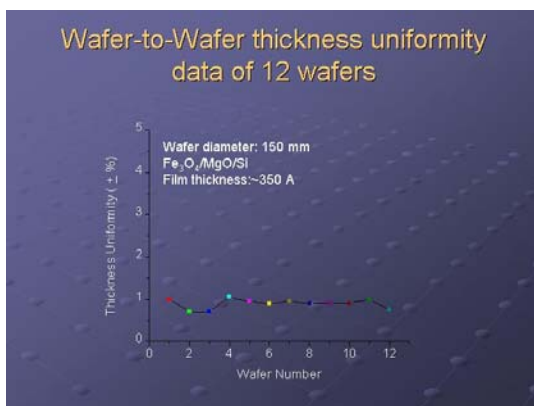 Wafer-to-Wafer thickness uniformity
data of 12 wafers
5
4
3
2
1
0
Thickness Uniformity ( ± %)
Wafer diameter: 150 mm
Fe₃O₄/MgO/Si
Film thickness:~350 A
0 2 4 6 8 10 12
Wafer Number